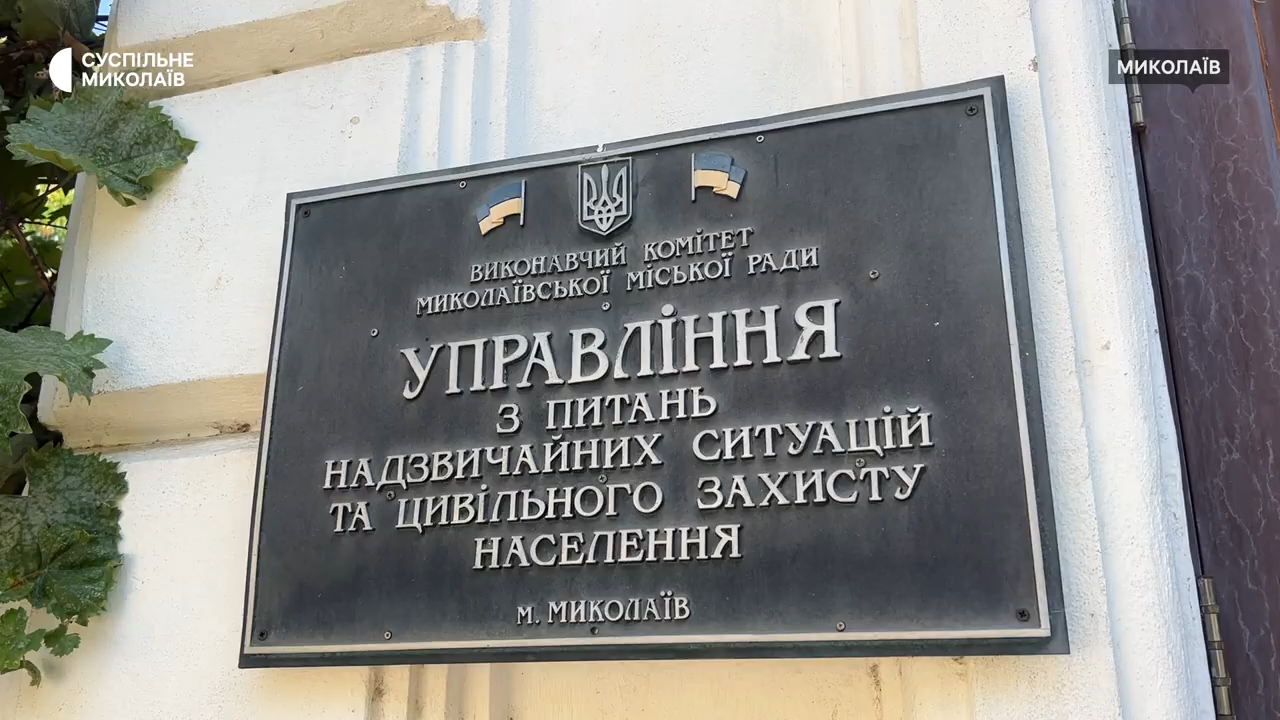 СУСПІЛЬНЕ
МИКОЛАЇВ
МИКОЛАЇВ
ВИКОНАВЧИЙ КОМІТЕТ
МИКОЛАЇВСЬКОЇ МІСЬКОЇ РАДИ
УПРАВЛІННЯ
З ПИТАНЬ
НАДЗВИЧАЙНИХ СИТУАЦІЙ
ТА ЦИВІЛЬНОГО ЗАХИСТУ
НАСЕЛЕННЯ
м. МИКОЛАЇВ